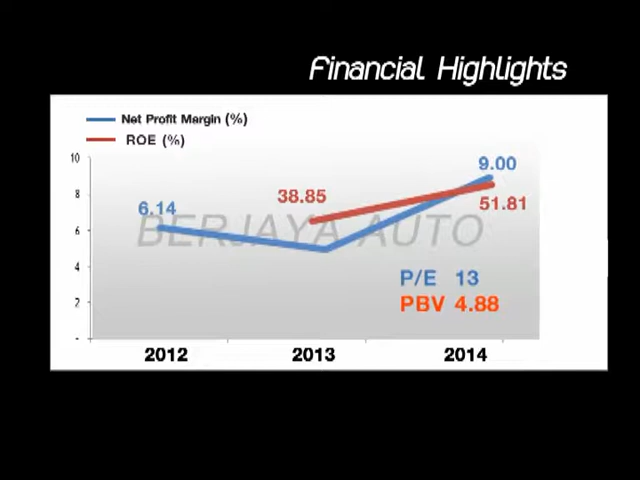 Financial Highlights
Net Profit Margin (%)
ROE (%)
10
8
6
4
2
-
6.14
38.85
9.00
51.81
BERJAYA AUTO
P/E 13
PBV 4.88
2012 2013 2014